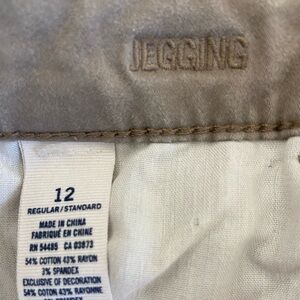 JEGGING
12
REGULAR/STANDARD
MADE IN CHINA
FABRIQUÉ EN CHINE
RN 54485 CA 03873
54% COTTON 43% RAYON
3% SPANDEX
EXCLUSIVE OF DECORATION
54% COTON 43% RAYONNE
SPANDEX